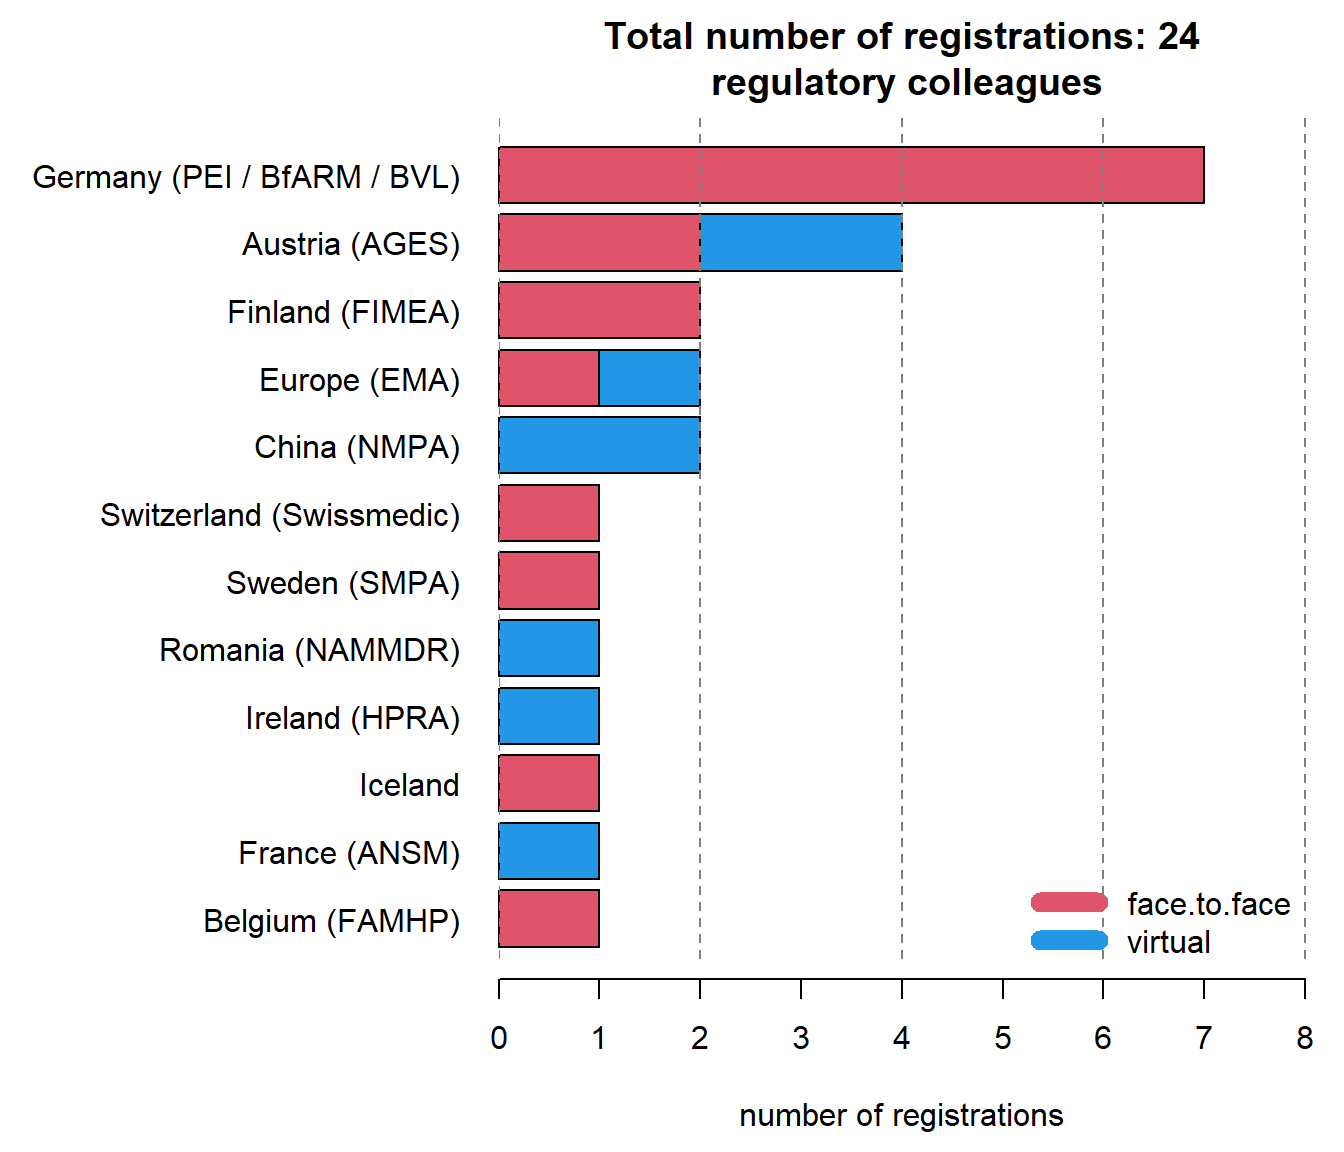 Total number of registrations: 24
regulatory colleagues
Germany (PEI / BfARM / BVL)
Austria (AGES)
Finland (FIMEA)
Europe (EMA)
China (NMPA)
Switzerland (Swissmedic)
Sweden (SMPA)
Romania (NAMMDR)
Ireland (HPRA)
Iceland
France (ANSM)
Belgium (FAMHP)
face.to.face
virtual
0 1 2 3 4 5 6 7 8
number of registrations